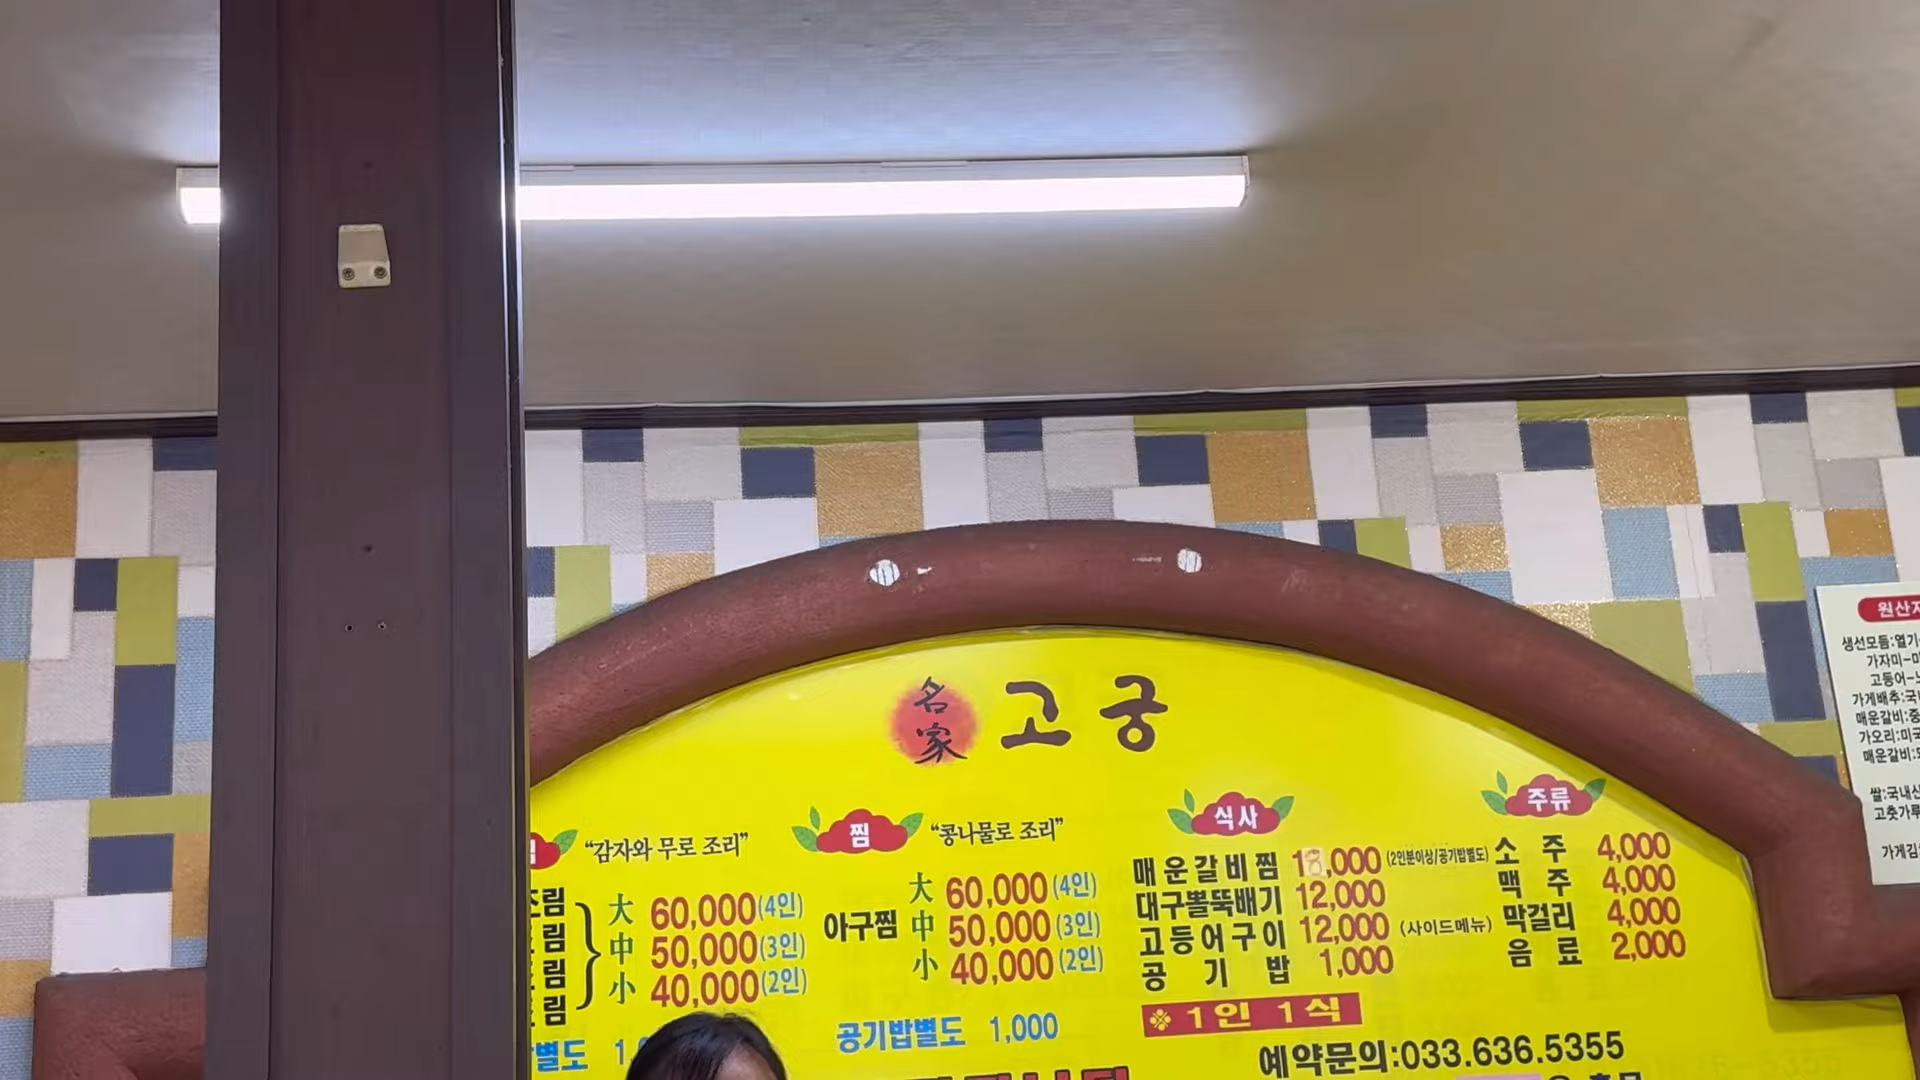 名家 고궁
"감자와 무로 조리"
大 60,000(4인)
中 50,000(3인)
小 40,000(2인)
찜 "콩나물로 조리"
아구찜
大 60,000(4인)
中 50,000(3인)
小 40,000(2인)
공기밥별도 1,000
식사
매운갈비찜 18,000 (2인분이상/공기밥별도)
대구뽈뚝배기 12,000
고등어구이 12,000 (사이드메뉴)
공기밥 1,000
※1인 1식
주류
소주 4,000
맥주 4,000
막걸리 4,000
음료 2,000
예약문의:033.636.5355
원산지
생선모듬:열기
가자미-
고등어-
가게배추:국
매운갈비:
가오리:미국
매운갈비:
쌀:국내산
고춧가루
가게김